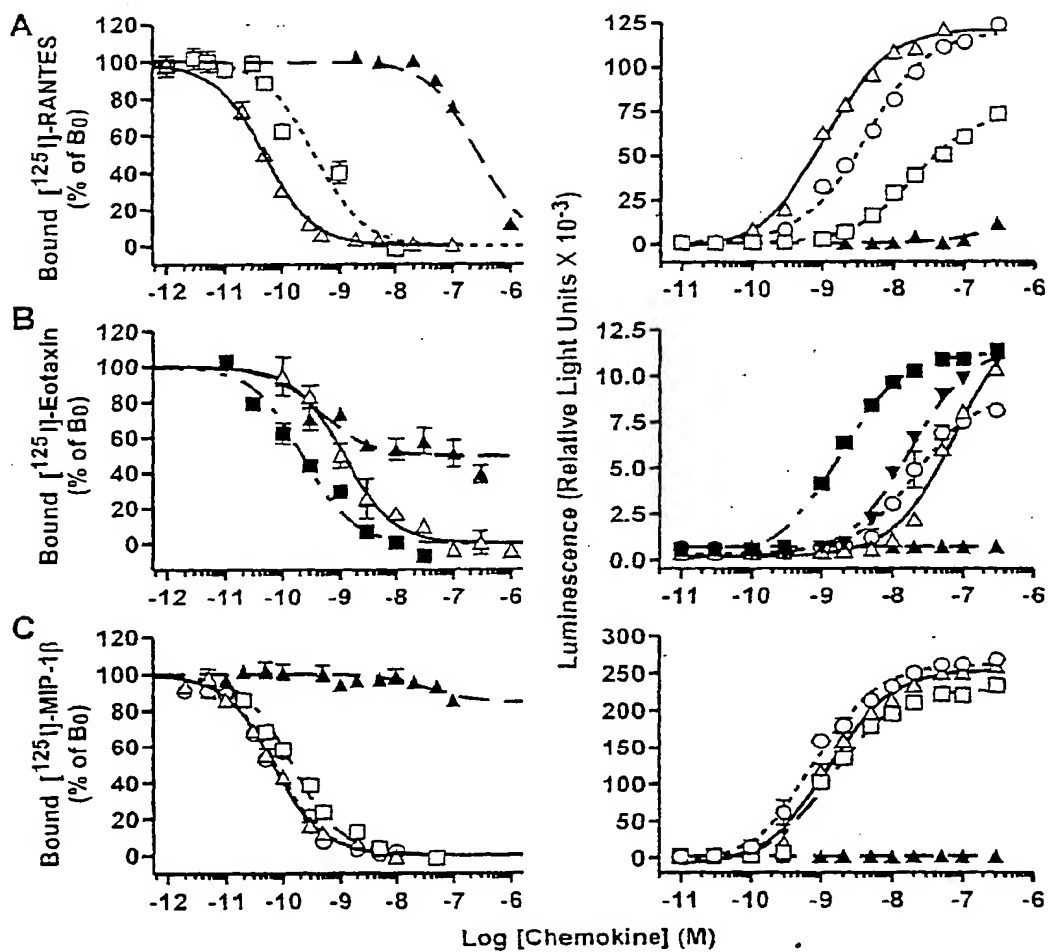 A
Bound [125I]-RANTES
(% of B0)
120
100
80
60
40
20
0
-12 -11 -10 -9 -8 -7 -6
125
100
75
50
25
0
-11 -10 -9 -8 -7 -6
B
Bound [125I]-Eotaxin
(% of B0)
120
100
80
60
40
20
0
-12 -11 -10 -9 -8 -7 -6
Luminescence (Relative Light Units X 10-3)
12.5
10.0
7.5
5.0
2.5
0.0
-11 -10 -9 -8 -7 -6
C
Bound [125I]-MIP-1β
(% of B0)
120
100
80
60
40
20
0
-12 -11 -10 -9 -8 -7 -6
300
250
200
150
100
50
0
-11 -10 -9 -8 -7 -6
Log [Chemokine] (M)